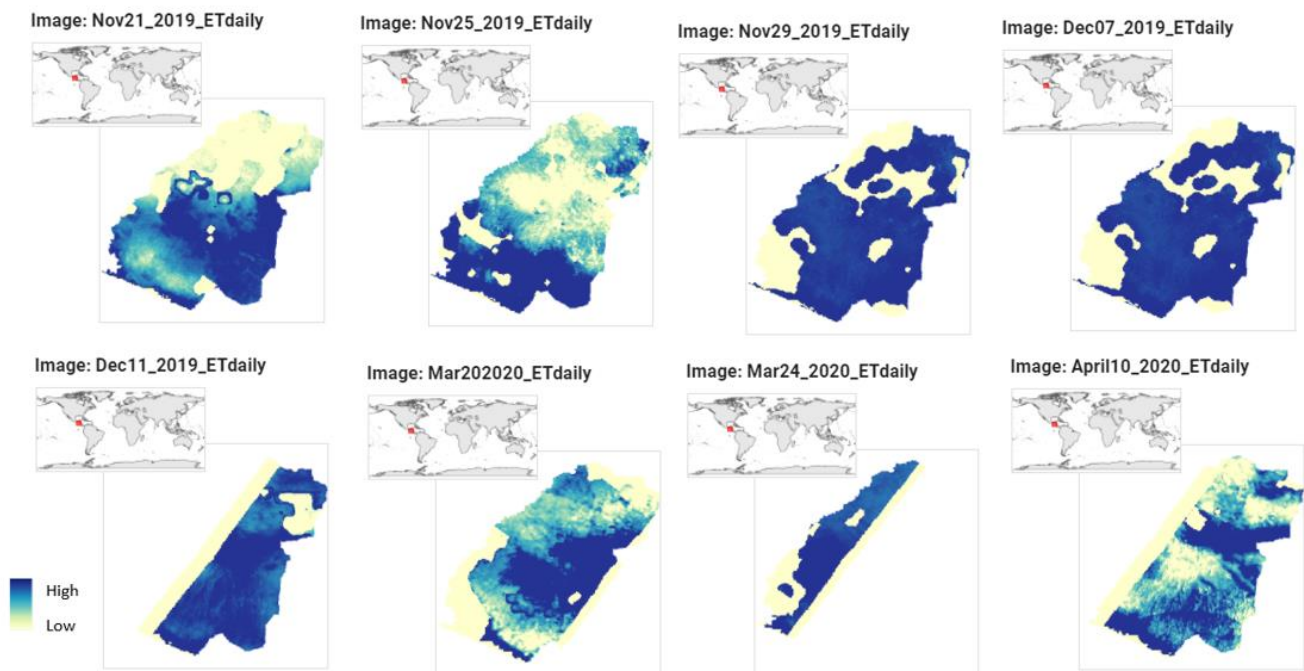 Image: Nov21_2019_ETdaily
Image: Nov25_2019_ETdaily
Image: Nov29_2019_ETdaily
Image: Dec07_2019_ETdaily
Image: Dec11_2019_ETdaily
Image: Mar202020_ETdaily
Image: Mar24_2020_ETdaily
Image: April10_2020_ETdaily
High
Low